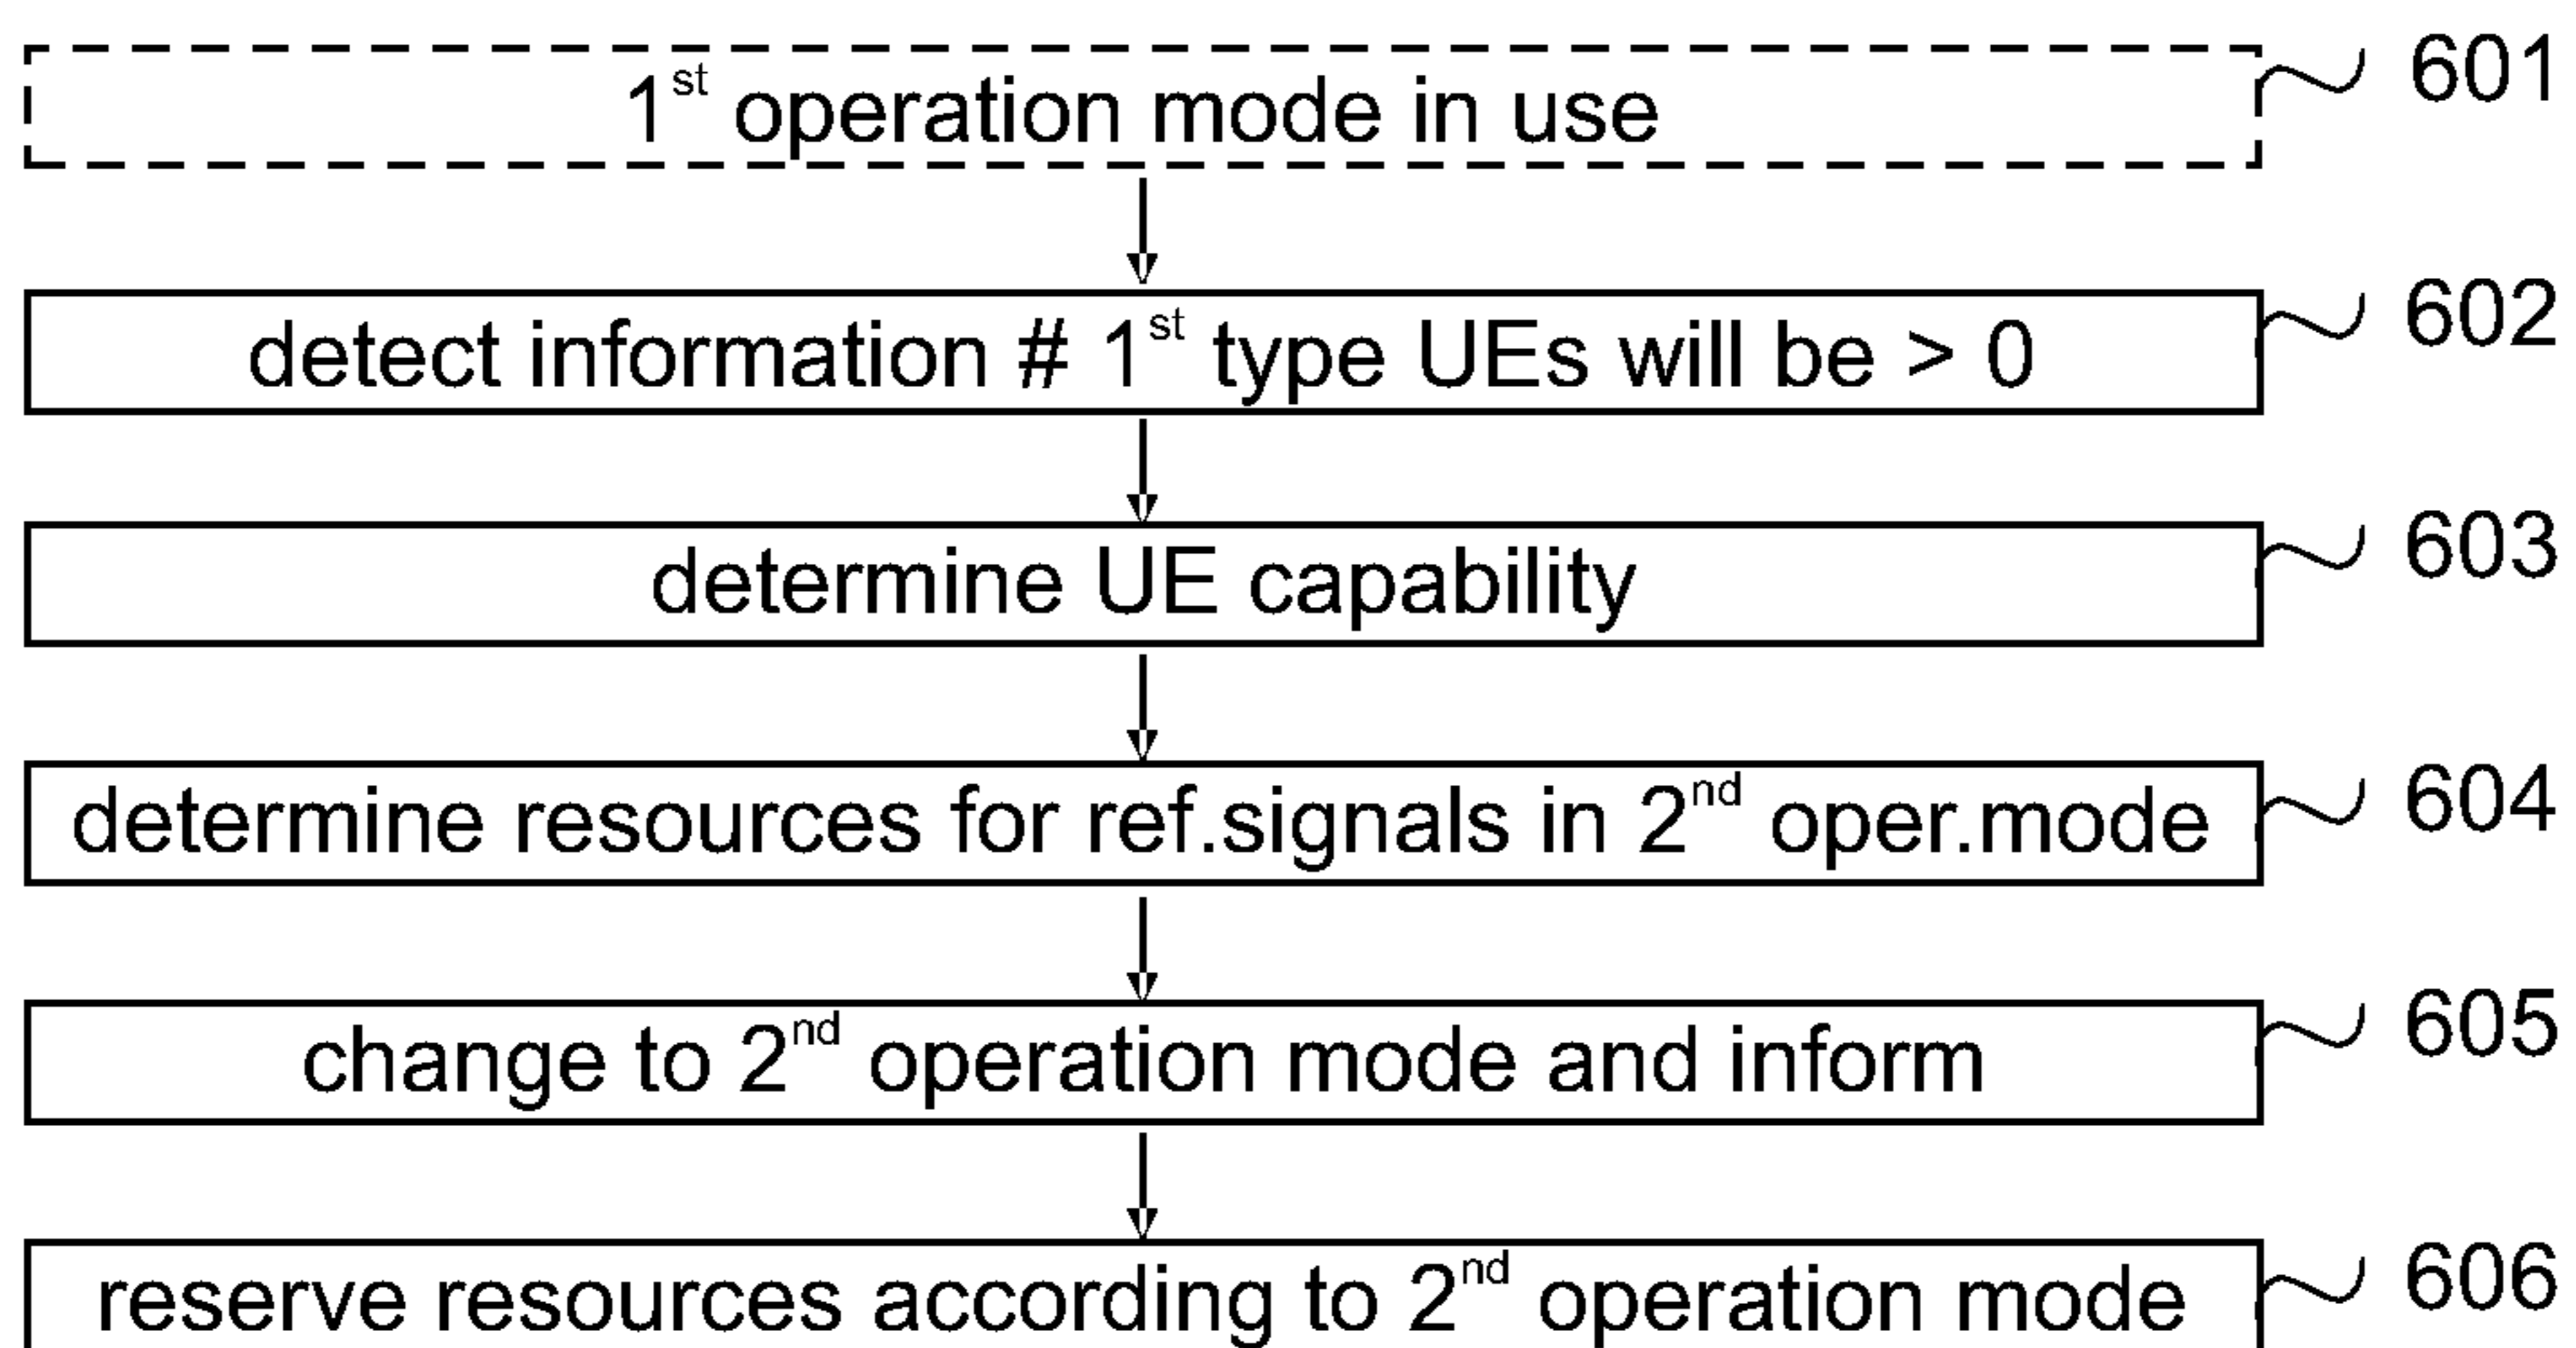 1st operation mode in use 601
detect information # 1st type UEs will be > 0 602
determine UE capability 603
determine resources for ref.signals in 2nd oper.mode 604
change to 2nd operation mode and inform 605
reserve resources according to 2nd operation mode 606